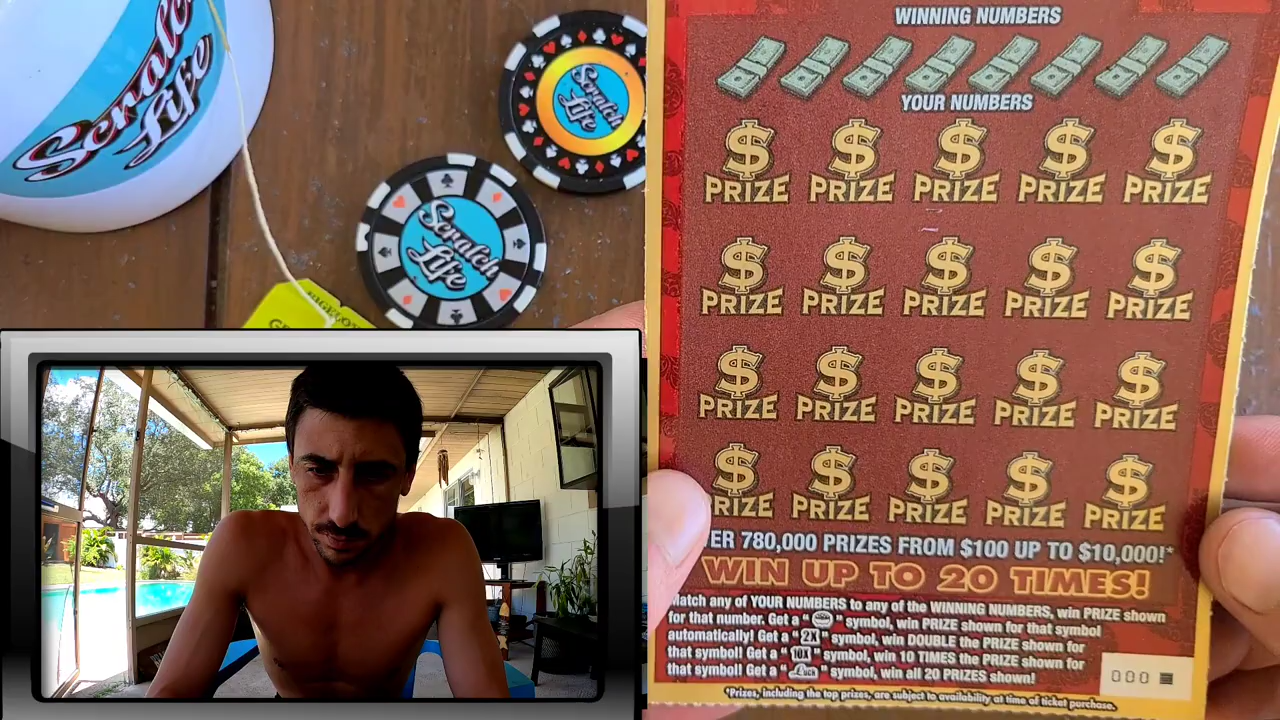 Scratch
Life
Scratch
Life
Scratch
Life
WINNING NUMBERS
YOUR NUMBERS
$ $ $ $ $
PRIZE PRIZE PRIZE PRIZE PRIZE
$ $ $ $ $
PRIZE PRIZE PRIZE PRIZE PRIZE
$ $ $ $ $
PRIZE PRIZE PRIZE PRIZE PRIZE
$ $ $ $ $
PRIZE PRIZE PRIZE PRIZE PRIZE
ER 780,000 PRIZES FROM $100 UP TO $10,000!*
WIN UP TO 20 TIMES!
Match any of YOUR NUMBERS to any of the WINNING NUMBERS, win PRIZE shown
for that number. Get a " " symbol, win PRIZE shown for that symbol
automatically! Get a "2X" symbol, win DOUBLE the PRIZE shown for
that symbol! Get a "10X" symbol, win 10 TIMES the PRIZE shown for
that symbol! Get a "Luck" symbol, win all 20 PRIZES shown!
000
*Prizes, including the top prizes, are subject to availability at time of ticket purchase.